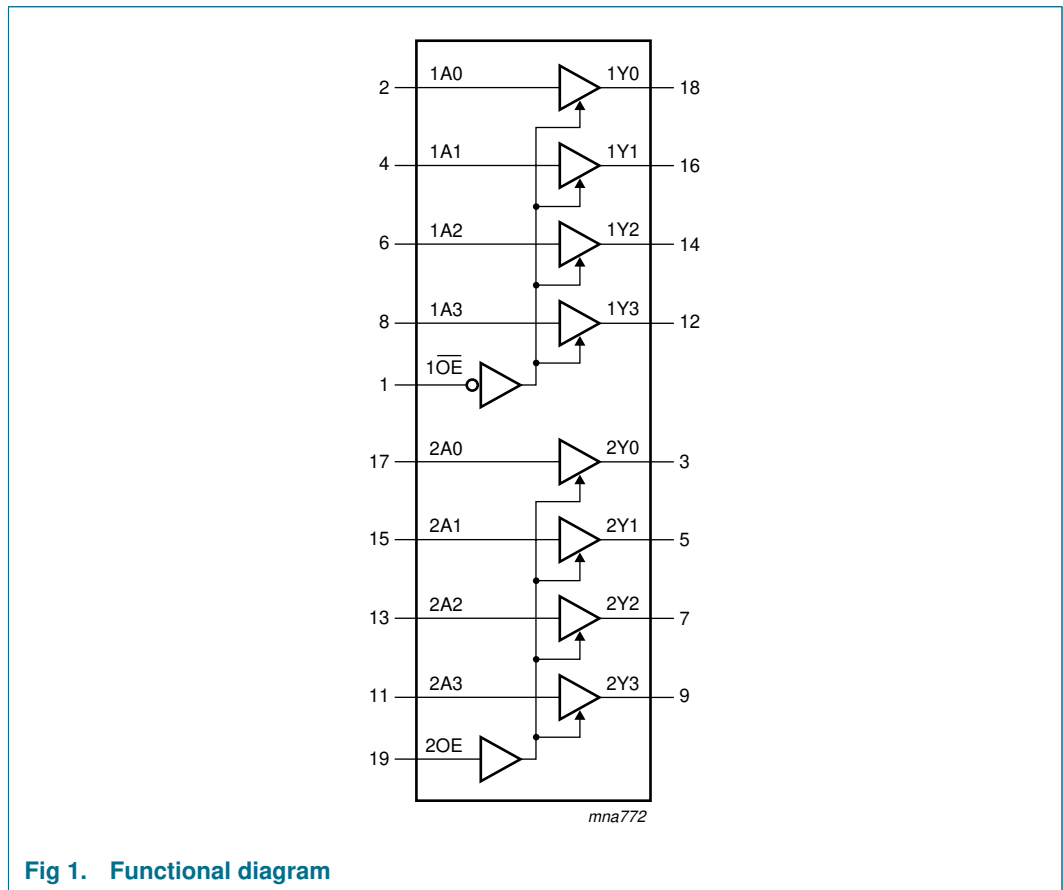 2 1A0 1Y0 18
4 1A1 1Y1 16
6 1A2 1Y2 14
8 1A3 1Y3 12
1 1O̅E̅
17 2A0 2Y0 3
15 2A1 2Y1 5
13 2A2 2Y2 7
11 2A3 2Y3 9
19 2OE
mna772
Fig 1. Functional diagram